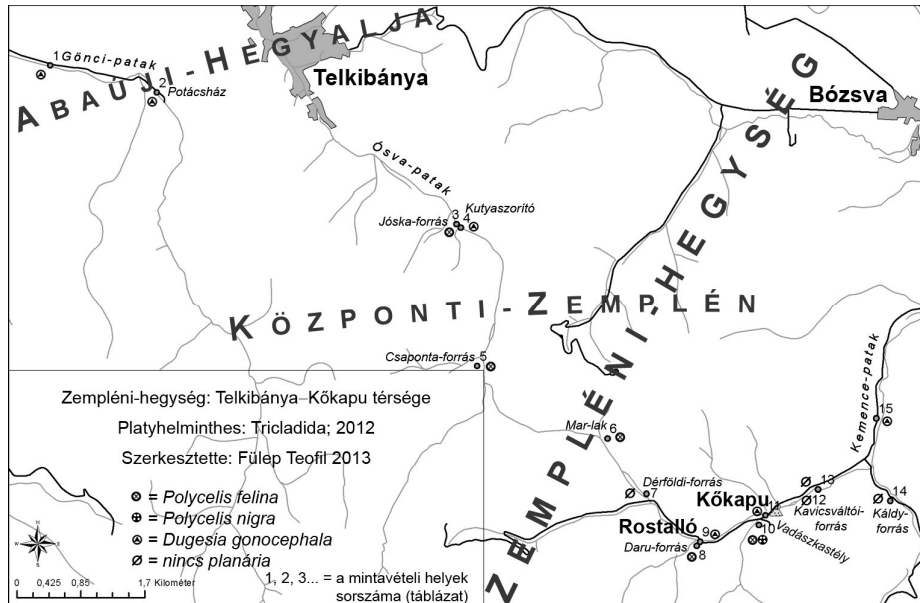 ABAÚJI-HEGYALJA
1 Gönci-patak
2
Potácsház
Telkibánya
Bózsva
Ósva-patak
3
Kutyaszorító
Jóska-forrás
4
ZEMPLÉNI-HEGYSÉG
KÖZPONTI-ZEMPLÉN
Csaponta-forrás 5
Kemence-patak
15
Mar-lak 6
Dérföldi-forrás
7
Kőkapu
11
13
12 Kavicsváltói-forrás
14
Káldy-forrás
Rostalló
9
10 Vadászkastély
Daru-forrás
8
Zempléni-hegység: Telkibánya–Kőkapu térsége
Platyhelminthes: Tricladida; 2012
Szerkesztette: Fülep Teofil 2013
= Polycelis felina
= Polycelis nigra
= Dugesia gonocephala
= nincs planária
N
W E
S
0 0,425 0,85 1,7 Kilométer
1, 2, 3... = a mintavételi helyek
sorszáma (táblázat)